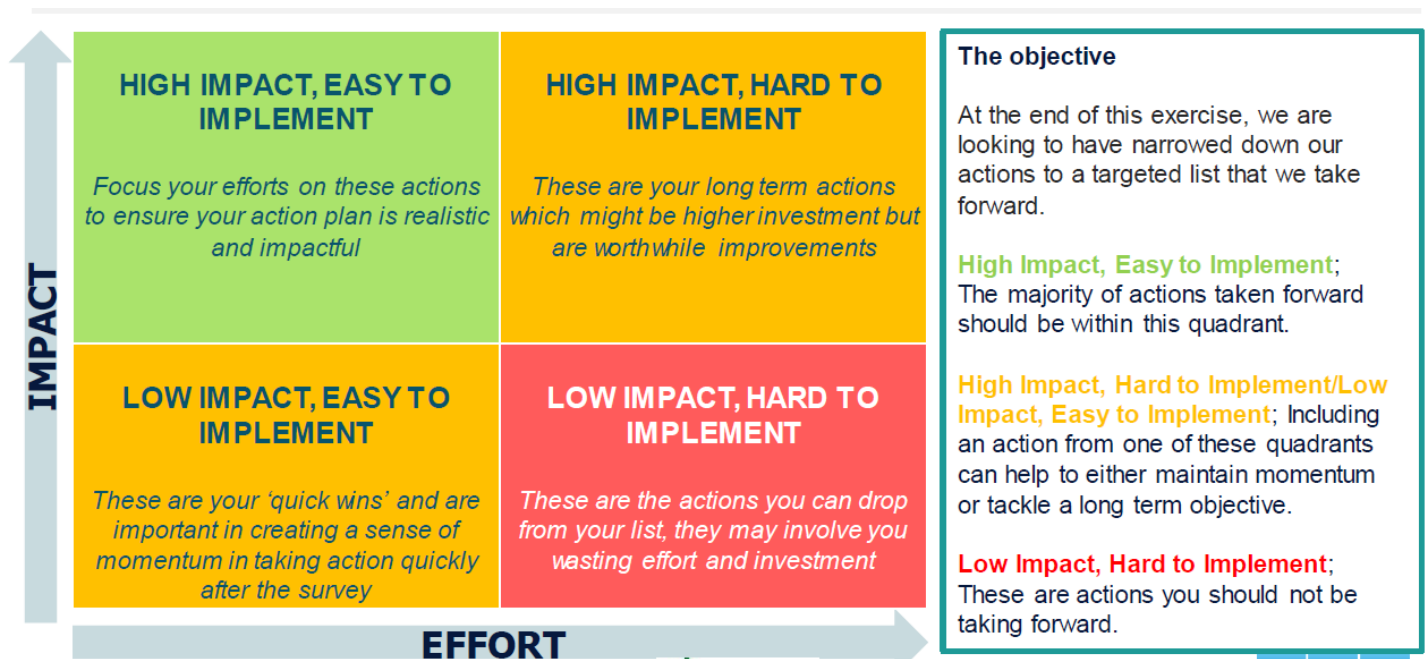 IMPACT
HIGH IMPACT, EASY TO
IMPLEMENT
Focus your efforts on these actions
to ensure your action plan is realistic
and impactful
HIGH IMPACT, HARD TO
IMPLEMENT
These are your long term actions
which might be higher investment but
are worthwhile improvements
LOW IMPACT, EASY TO
IMPLEMENT
These are your ‘quick wins’ and are
important in creating a sense of
momentum in taking action quickly
after the survey
LOW IMPACT, HARD TO
IMPLEMENT
These are the actions you can drop
from your list, they may involve you
wasting effort and investment
EFFORT
The objective
At the end of this exercise, we are
looking to have narrowed down our
actions to a targeted list that we take
forward.
High Impact, Easy to Implement;
The majority of actions taken forward
should be within this quadrant.
High Impact, Hard to Implement/Low
Impact, Easy to Implement; Including
an action from one of these quadrants
can help to either maintain momentum
or tackle a long term objective.
Low Impact, Hard to Implement;
These are actions you should not be
taking forward.